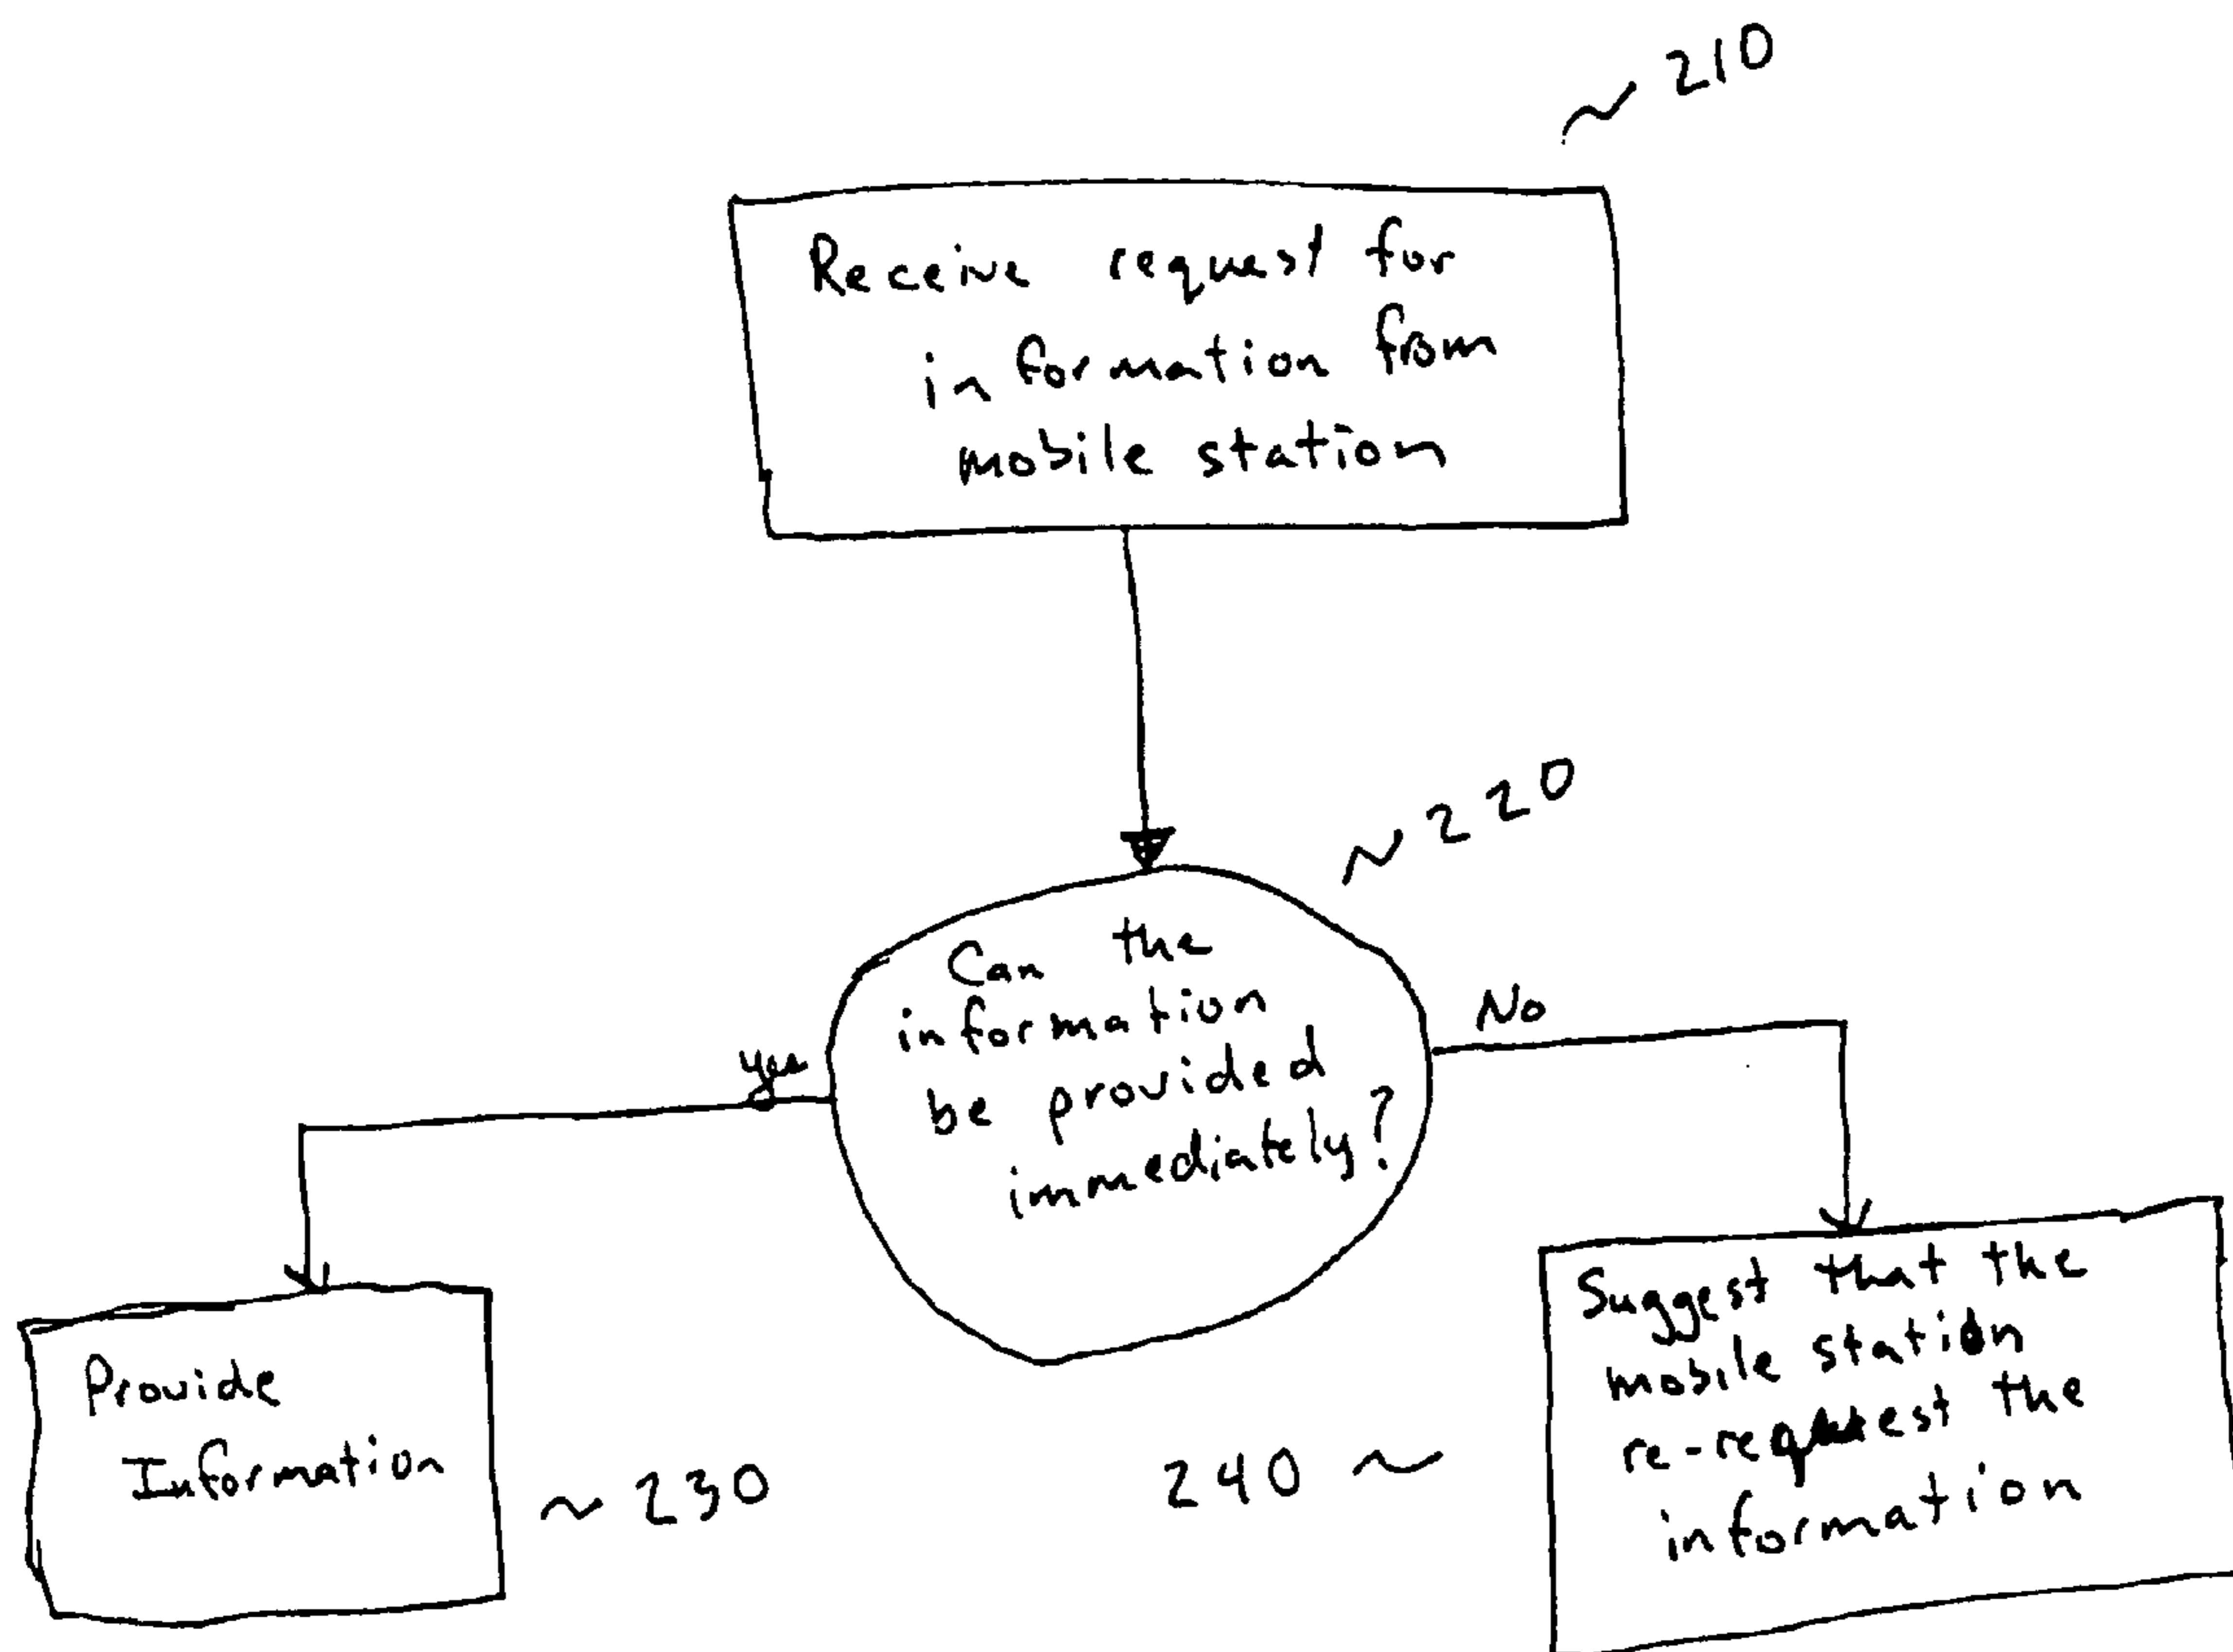 ~ 210
Receive request for
information from
mobile station
~ 220
Can the
information
be provided
immediately?
Yes
No
Provide
Information
~ 230
240 ~
Suggest that the
mobile station
re-request the
information